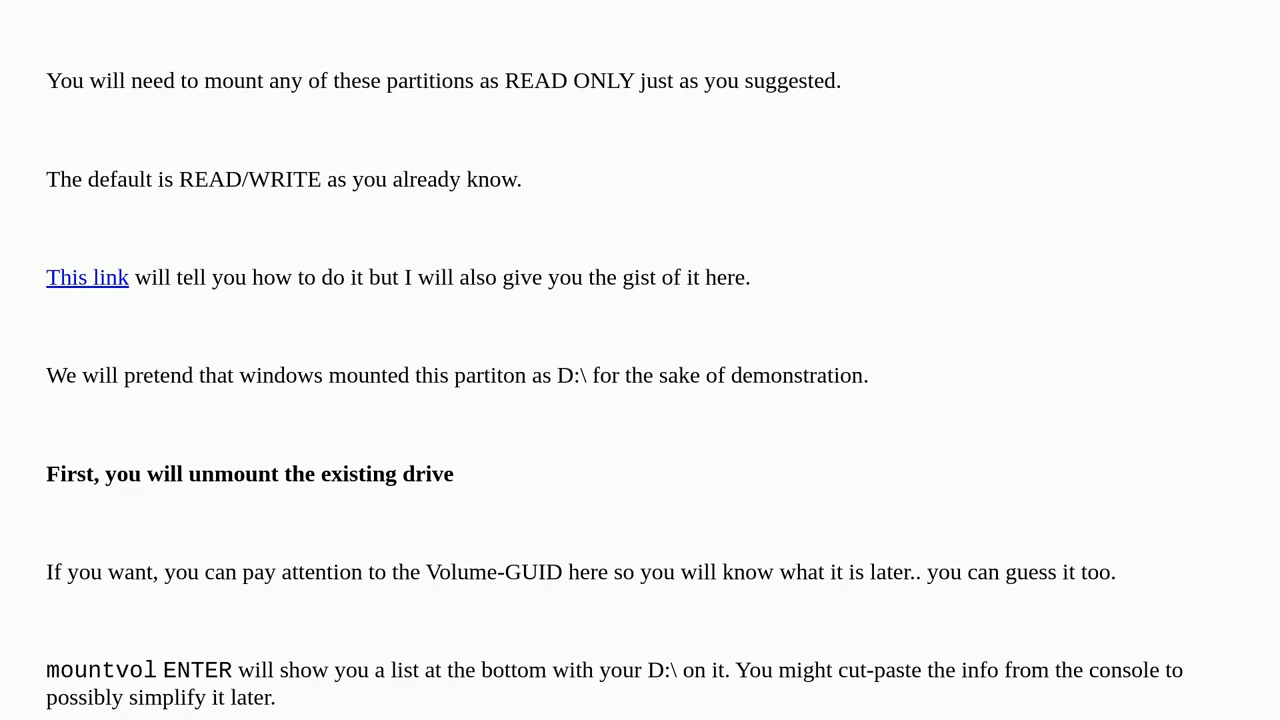 You will need to mount any of these partitions as READ ONLY just as you suggested.
The default is READ/WRITE as you already know.
This link will tell you how to do it but I will also give you the gist of it here.
We will pretend that windows mounted this partiton as D:\ for the sake of demonstration.
First, you will unmount the existing drive
If you want, you can pay attention to the Volume-GUID here so you will know what it is later.. you can guess it too.
mountvol ENTER will show you a list at the bottom with your D:\ on it. You might cut-paste the info from the console to
possibly simplify it later.